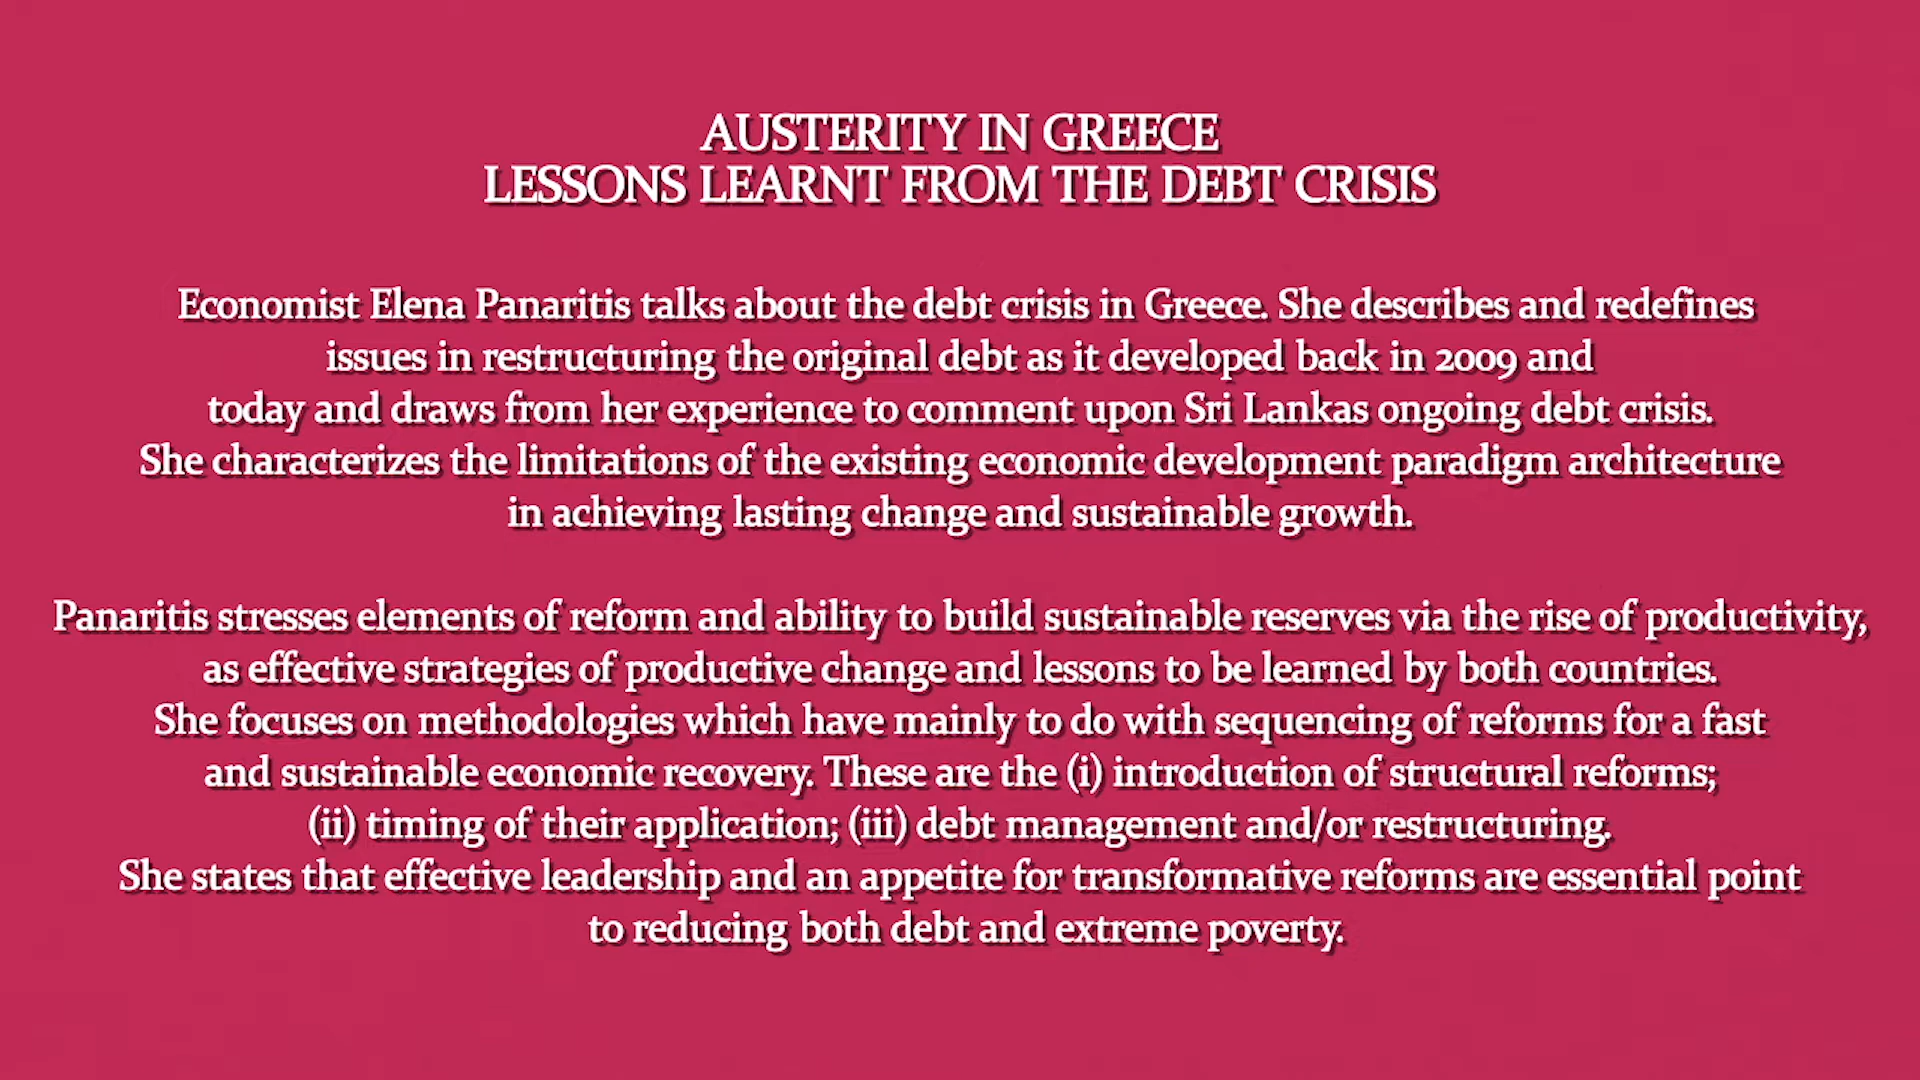 AUSTERITY IN GREECE
LESSONS LEARNT FROM THE DEBT CRISIS
Economist Elena Panaritis talks about the debt crisis in Greece. She describes and redefines
issues in restructuring the original debt as it developed back in 2009 and
today and draws from her experience to comment upon Sri Lankas ongoing debt crisis.
She characterizes the limitations of the existing economic development paradigm architecture
in achieving lasting change and sustainable growth.
Panaritis stresses elements of reform and ability to build sustainable reserves via the rise of productivity,
as effective strategies of productive change and lessons to be learned by both countries.
She focuses on methodologies which have mainly to do with sequencing of reforms for a fast
and sustainable economic recovery. These are the (i) introduction of structural reforms;
(ii) timing of their application; (iii) debt management and/or restructuring.
She states that effective leadership and an appetite for transformative reforms are essential point
to reducing both debt and extreme poverty.